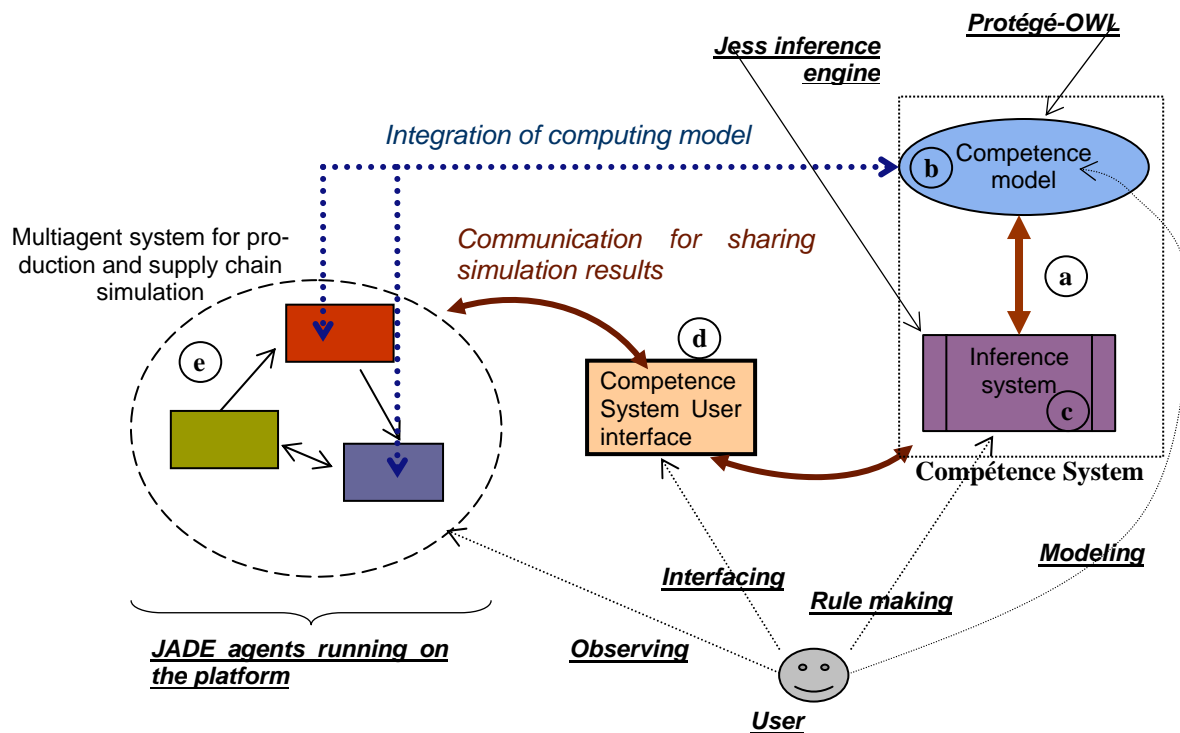 Protégé-OWL
Jess inference
engine
Integration of computing model
b
Competence
model
Multiagent system for pro-
duction and supply chain
simulation
Communication for sharing
simulation results
a
e
d
Competence
System User
interface
Inference
system
c
Compétence System
Modeling
Interfacing
Rule making
Observing
JADE agents running on
the platform
User